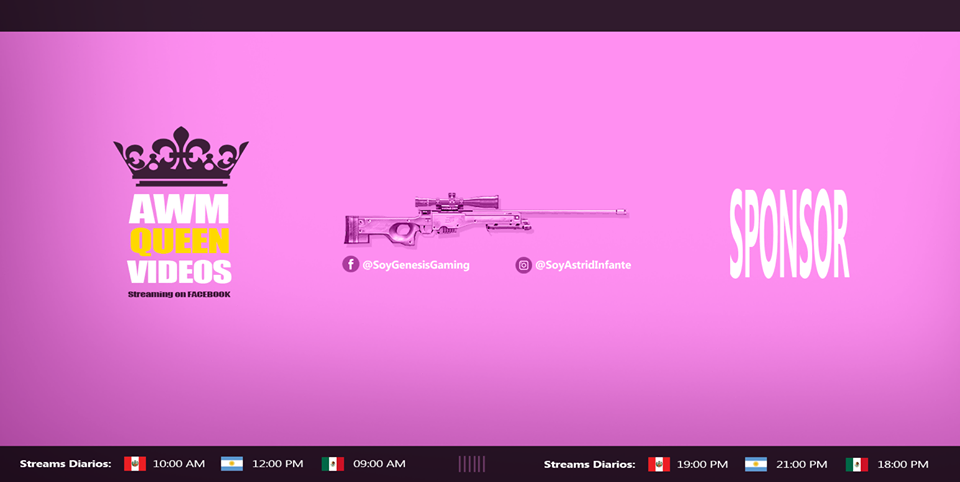 AWM
QUEEN
VIDEOS
Streaming on FACEBOOK
@SoyGenesisGaming @SoyAstridInfante
SPONSOR
Streams Diarios: 10:00 AM 12:00 PM 09:00 AM
Streams Diarios: 19:00 PM 21:00 PM 18:00 PM